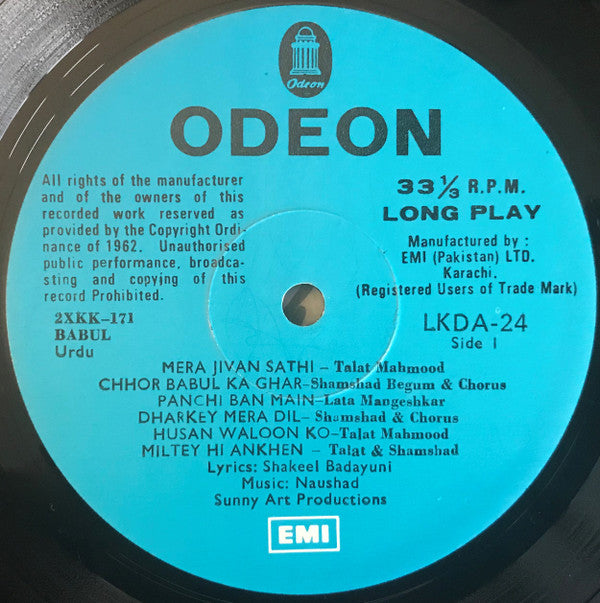 Odeon
ODEON
All rights of the manufacturer
and of the owners of this
recorded work reserved as
provided by the Copyright Ordi-
nance of 1962. Unauthorised
public performance, broadca-
sting and copying of this
record Prohibited.
33 1/3 R.P.M.
LONG PLAY
Manufactured by :
EMI (Pakistan) LTD.
Karachi.
(Registered Users of Trade Mark)
2XKK-171
BABUL
Urdu
LKDA-24
Side I
MERA JIVAN SATHI - Talat Mahmood
CHHOR BABUL KA GHAR-Shamshad Begum & Chorus
PANCHI BAN MAIN-Lata Mangeshkar
DHARKEY MERA DIL- Shamshad & Chorus
HUSAN WALOON KO-Talat Mahmood
MILTEY HI ANKHEN - Talat & Shamshad
Lyrics: Shakeel Badayuni
Music: Naushad
Sunny Art Productions
EMI